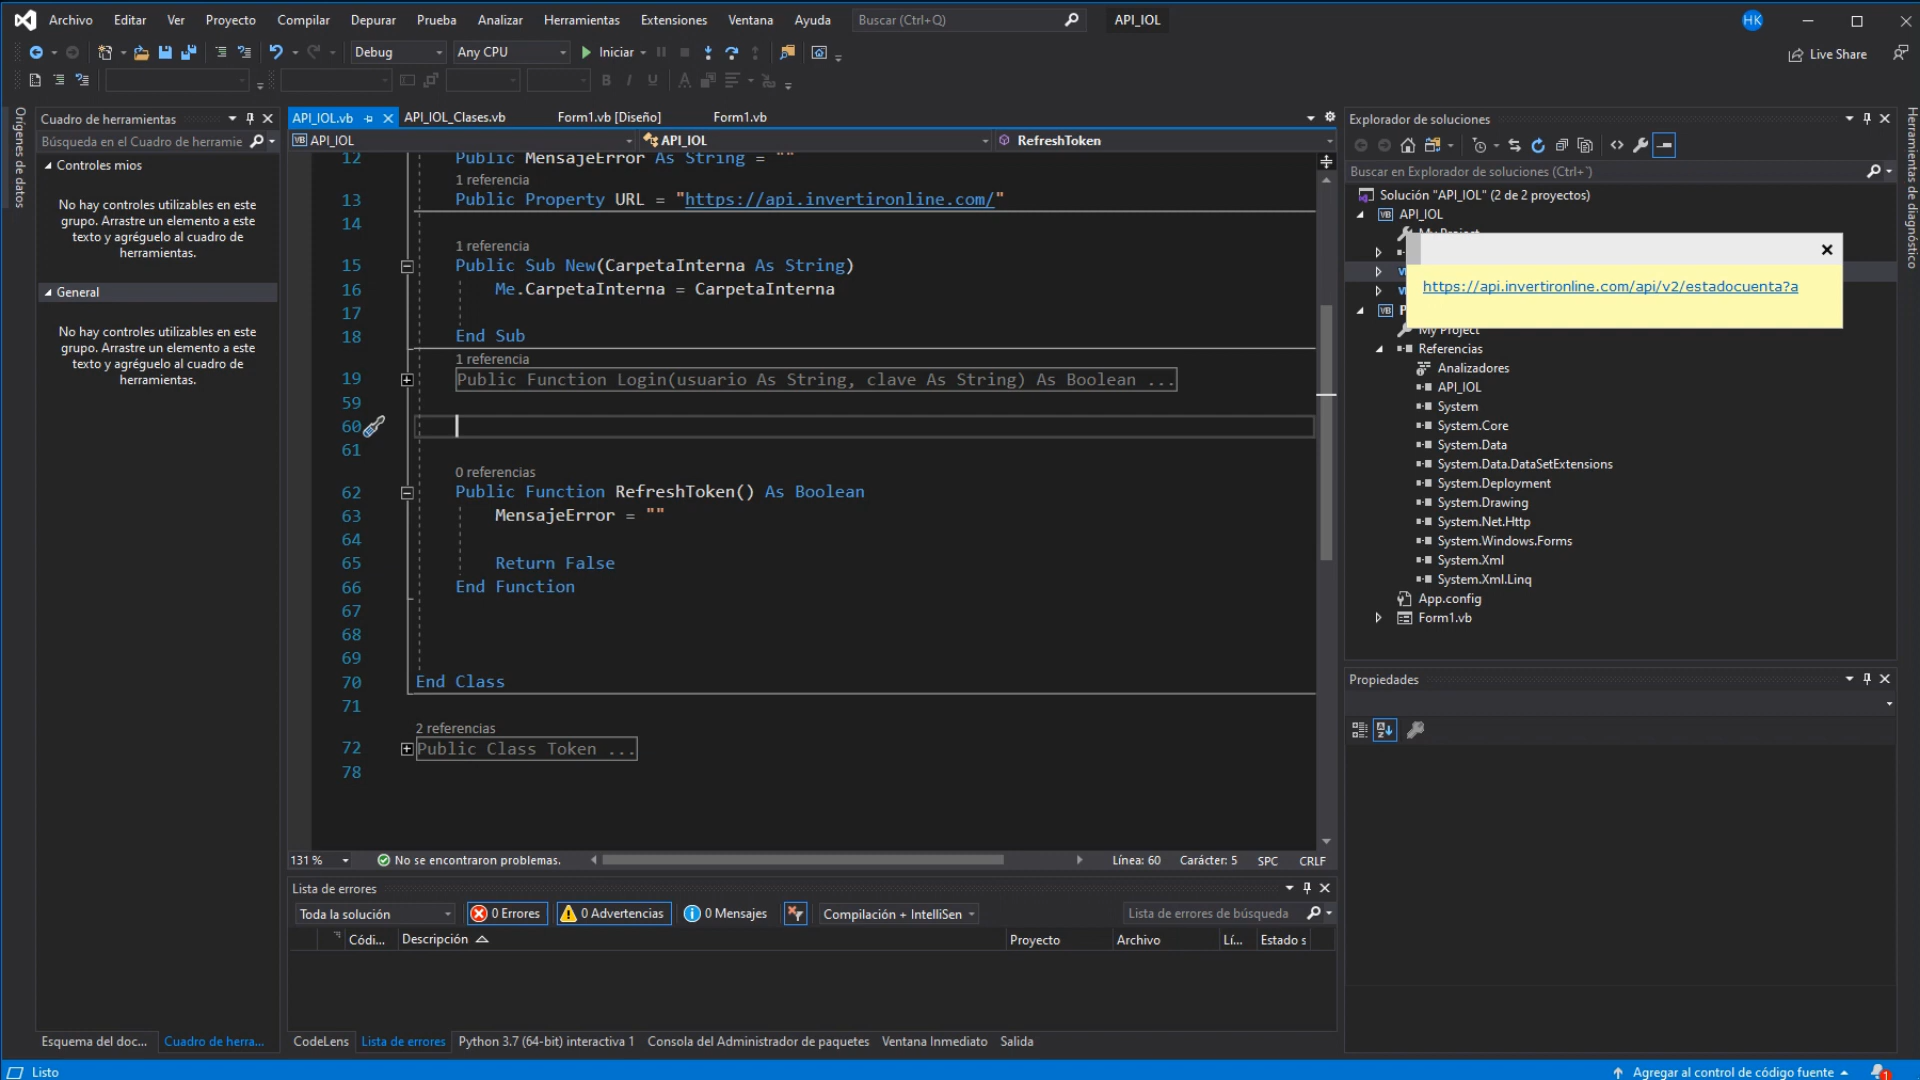 Archivo Editar Ver Proyecto Compilar Depurar Prueba Analizar Herramientas Extensiones Ventana Ayuda Buscar (Ctrl+Q) API_IOL HK
Debug Any CPU Iniciar Live Share
Orígenes de datos
Cuadro de herramientas
Búsqueda en el Cuadro de herramie
Controles mios
No hay controles utilizables en este
grupo. Arrastre un elemento a este
texto y agréguelo al cuadro de
herramientas.
General
No hay controles utilizables en este
grupo. Arrastre un elemento a este
texto y agréguelo al cuadro de
herramientas.
Esquema del doc... Cuadro de herra...
API_IOL.vb API_IOL_Clases.vb Form1.vb [Diseño] Form1.vb
API_IOL API_IOL RefreshToken
12 Public MensajeError As String = ""
1 referencia
13 Public Property URL = "https://api.invertironline.com/"
14
1 referencia
15 Public Sub New(CarpetaInterna As String)
16 Me.CarpetaInterna = CarpetaInterna
17
18 End Sub
1 referencia
19 Public Function Login(usuario As String, clave As String) As Boolean ...
59
60
61
0 referencias
62 Public Function RefreshToken() As Boolean
63 MensajeError = ""
64
65 Return False
66 End Function
67
68
69
70 End Class
71
2 referencias
72 Public Class Token ...
78
131 % No se encontraron problemas. Línea: 60 Carácter: 5 SPC CRLF
Lista de errores
Toda la solución 0 Errores 0 Advertencias 0 Mensajes Compilación + IntelliSen Lista de errores de búsqueda
Códi... Descripción Proyecto Archivo Lí... Estado s
CodeLens Lista de errores Python 3.7 (64-bit) interactiva 1 Consola del Administrador de paquetes Ventana Inmediato Salida
Explorador de soluciones
Buscar en Explorador de soluciones (Ctrl+¨)
Solución "API_IOL" (2 de 2 proyectos)
API_IOL
My Project
https://api.invertironline.com/api/v2/estadocuenta?a
My Project
Referencias
Analizadores
API_IOL
System
System.Core
System.Data
System.Data.DataSetExtensions
System.Deployment
System.Drawing
System.Net.Http
System.Windows.Forms
System.Xml
System.Xml.Linq
App.config
Form1.vb
Propiedades
Herramientas de diagnóstico
Listo Agregar al control de código fuente 1